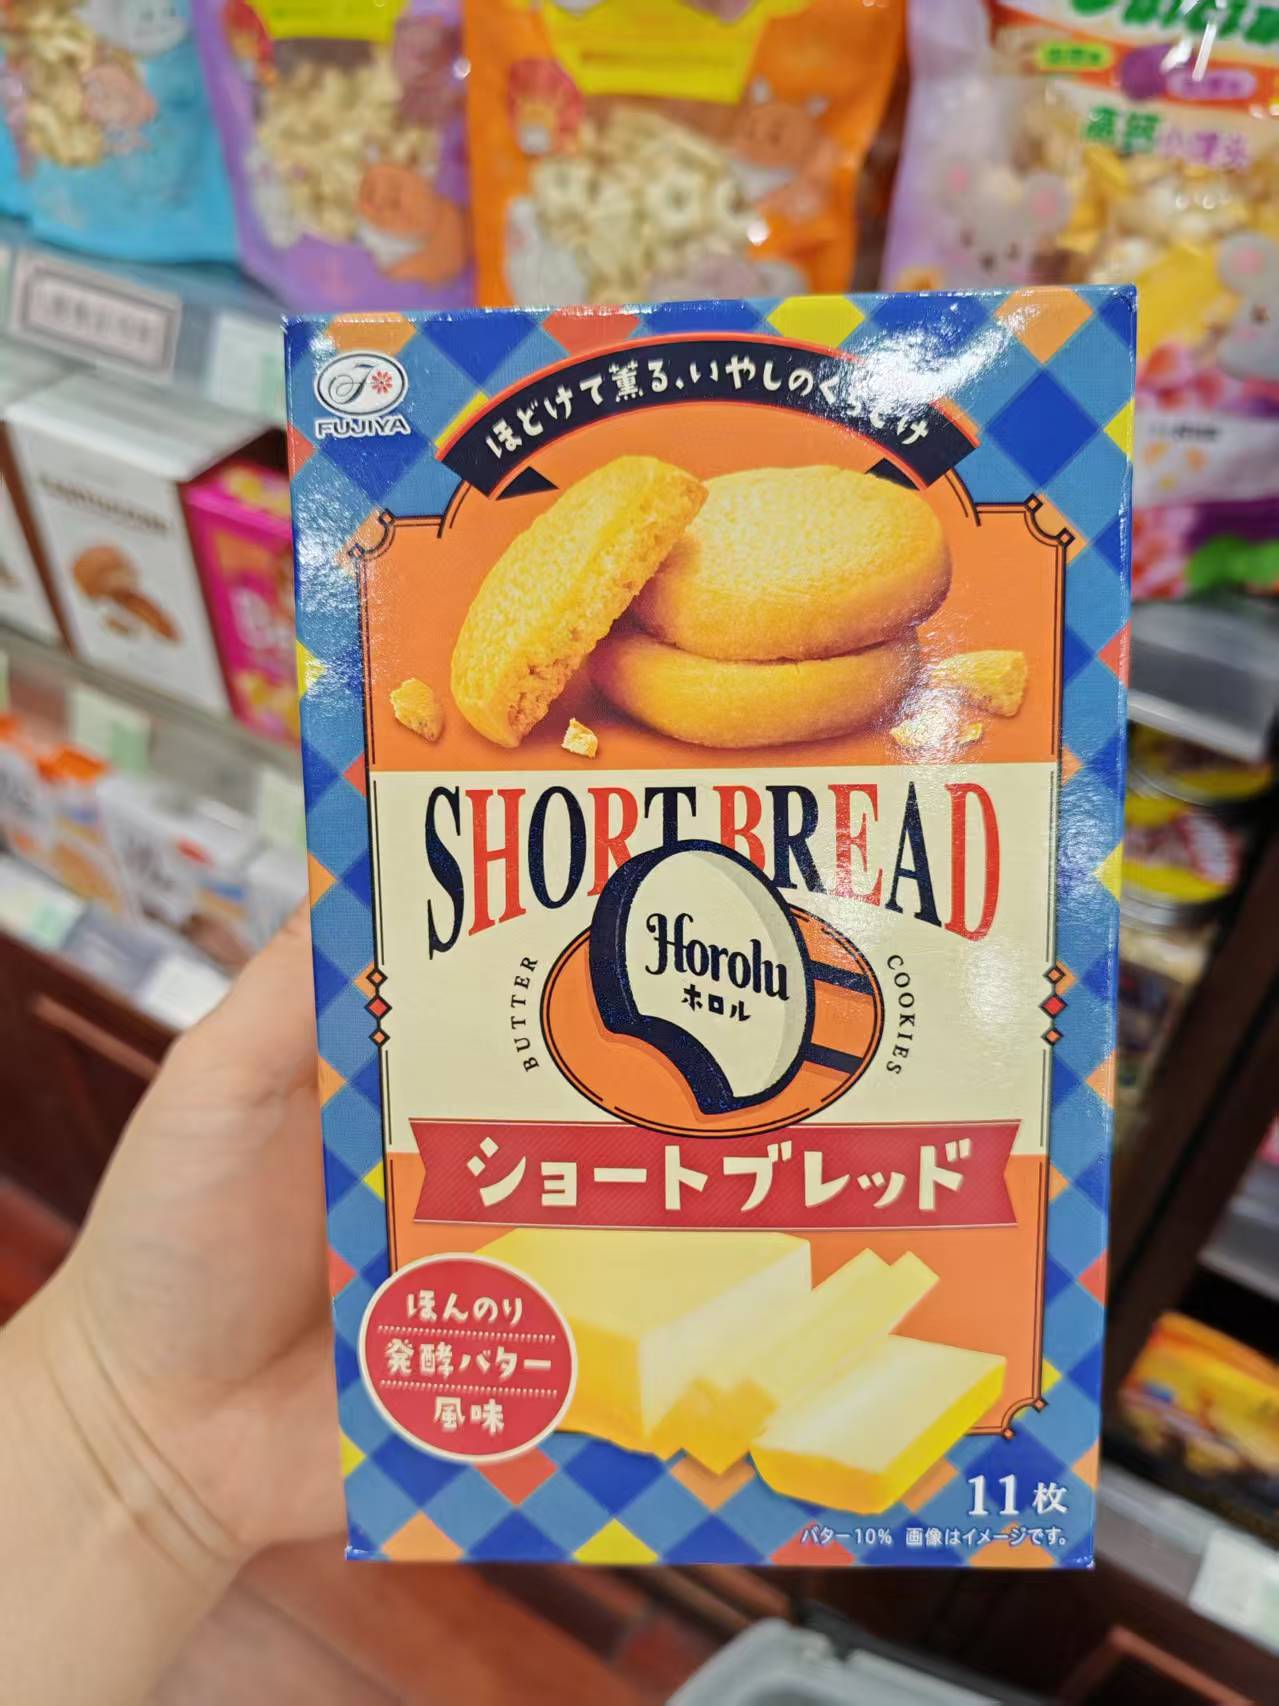 FUJIYA
ほどけて薫る、いやしのくちどけ
SHORTBREAD
Horolu
ホロル
BUTTER
COOKIES
ショートブレッド
ほんのり
発酵バター
風味
11枚
バター10% 画像はイメージです。